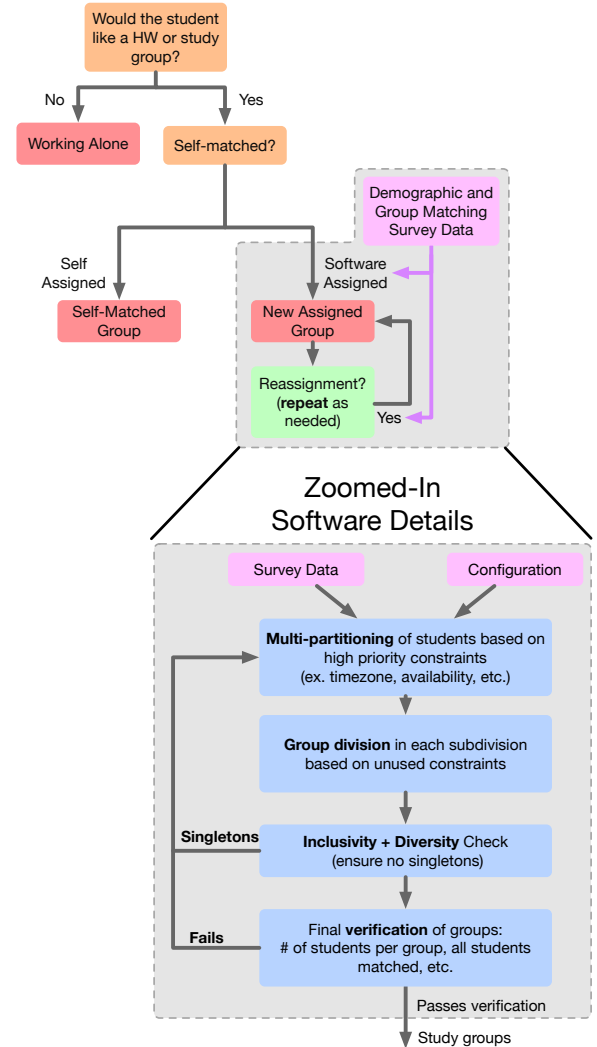 Would the student
like a HW or study
group?
No
Yes
Working Alone
Self-matched?
Demographic and
Group Matching
Survey Data
Self
Assigned
Software
Assigned
Self-Matched
Group
New Assigned
Group
Reassignment?
(repeat as
needed)
Yes
Zoomed-In
Software Details
Survey Data
Configuration
Multi-partitioning of students based on
high priority constraints
(ex. timezone, availability, etc.)
Group division in each subdivision
based on unused constraints
Singletons
Inclusivity + Diversity Check
(ensure no singletons)
Fails
Final verification of groups:
# of students per group, all students
matched, etc.
Passes verification
Study groups